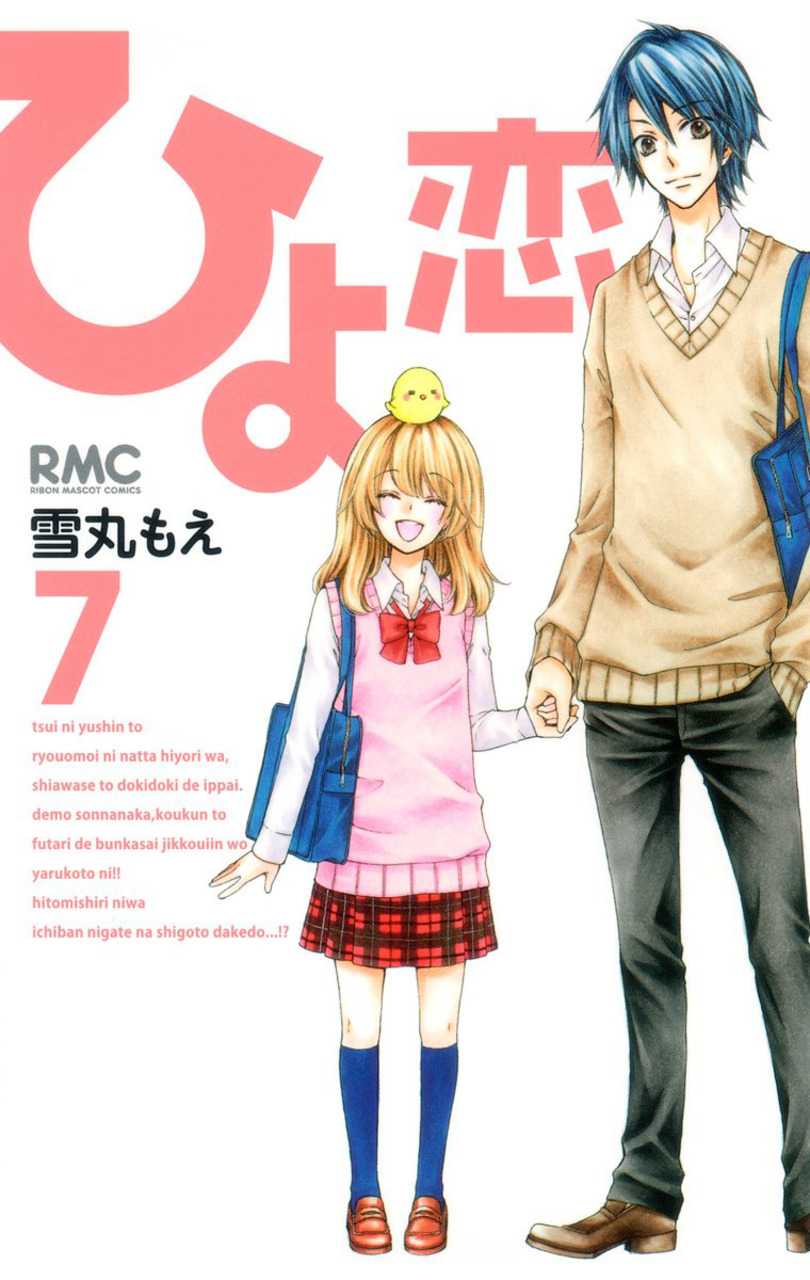 ひよ恋
RMC
RIBON MASCOT COMICS
雪丸もえ
7
tsui ni yushin to
ryouomoi ni natta hiyori wa,
shiawase to dokidoki de ippai.
demo sonnanaka,koukun to
futari de bunkasai jikkouiin wo
yarukoto ni!!
hitomishiri niwa
ichiban nigate na shigoto dakedo...!?